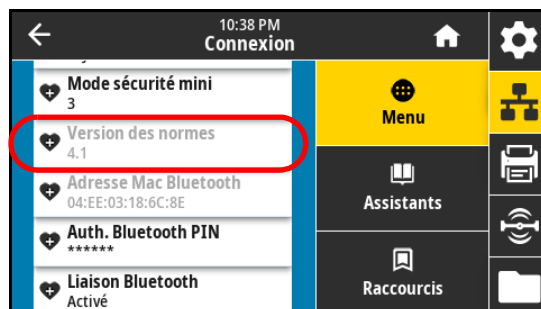 10:38 PM
Connexion
Mode sécurité mini
3
Version des normes
4.1
Adresse Mac Bluetooth
04:EE:03:18:6C:8E
Auth. Bluetooth PIN
******
Liaison Bluetooth
Activé
Menu
Assistants
Raccourcis